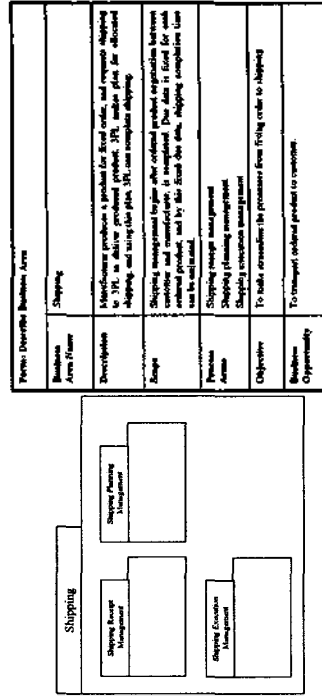 Shipping
Shipping Receipt
Management
Shipping Planning
Management
Shipping Execution
Management
Form: Describe Business Area
Business
Area Name
Shipping
Description
Manufacturer produces a product for fixed order, and requests shipping
to 3PL to deliver produced product. 3PL makes plan for allocated
shipping, and using this plan, 3PL can complete shipping.
Scope
Shipping management begins after ordered product negotiation between
customer and manufacturer is completed. Due date is fixed for each
ordered product, and by this fixed due date, shipping completion time
can be estimated.
Process
Areas
Shipping receipt management
Shipping planning management
Shipping execution management
Objective
To make streamline the processes from fixing order to shipping
Business
Opportunity
To transport ordered product to customer.